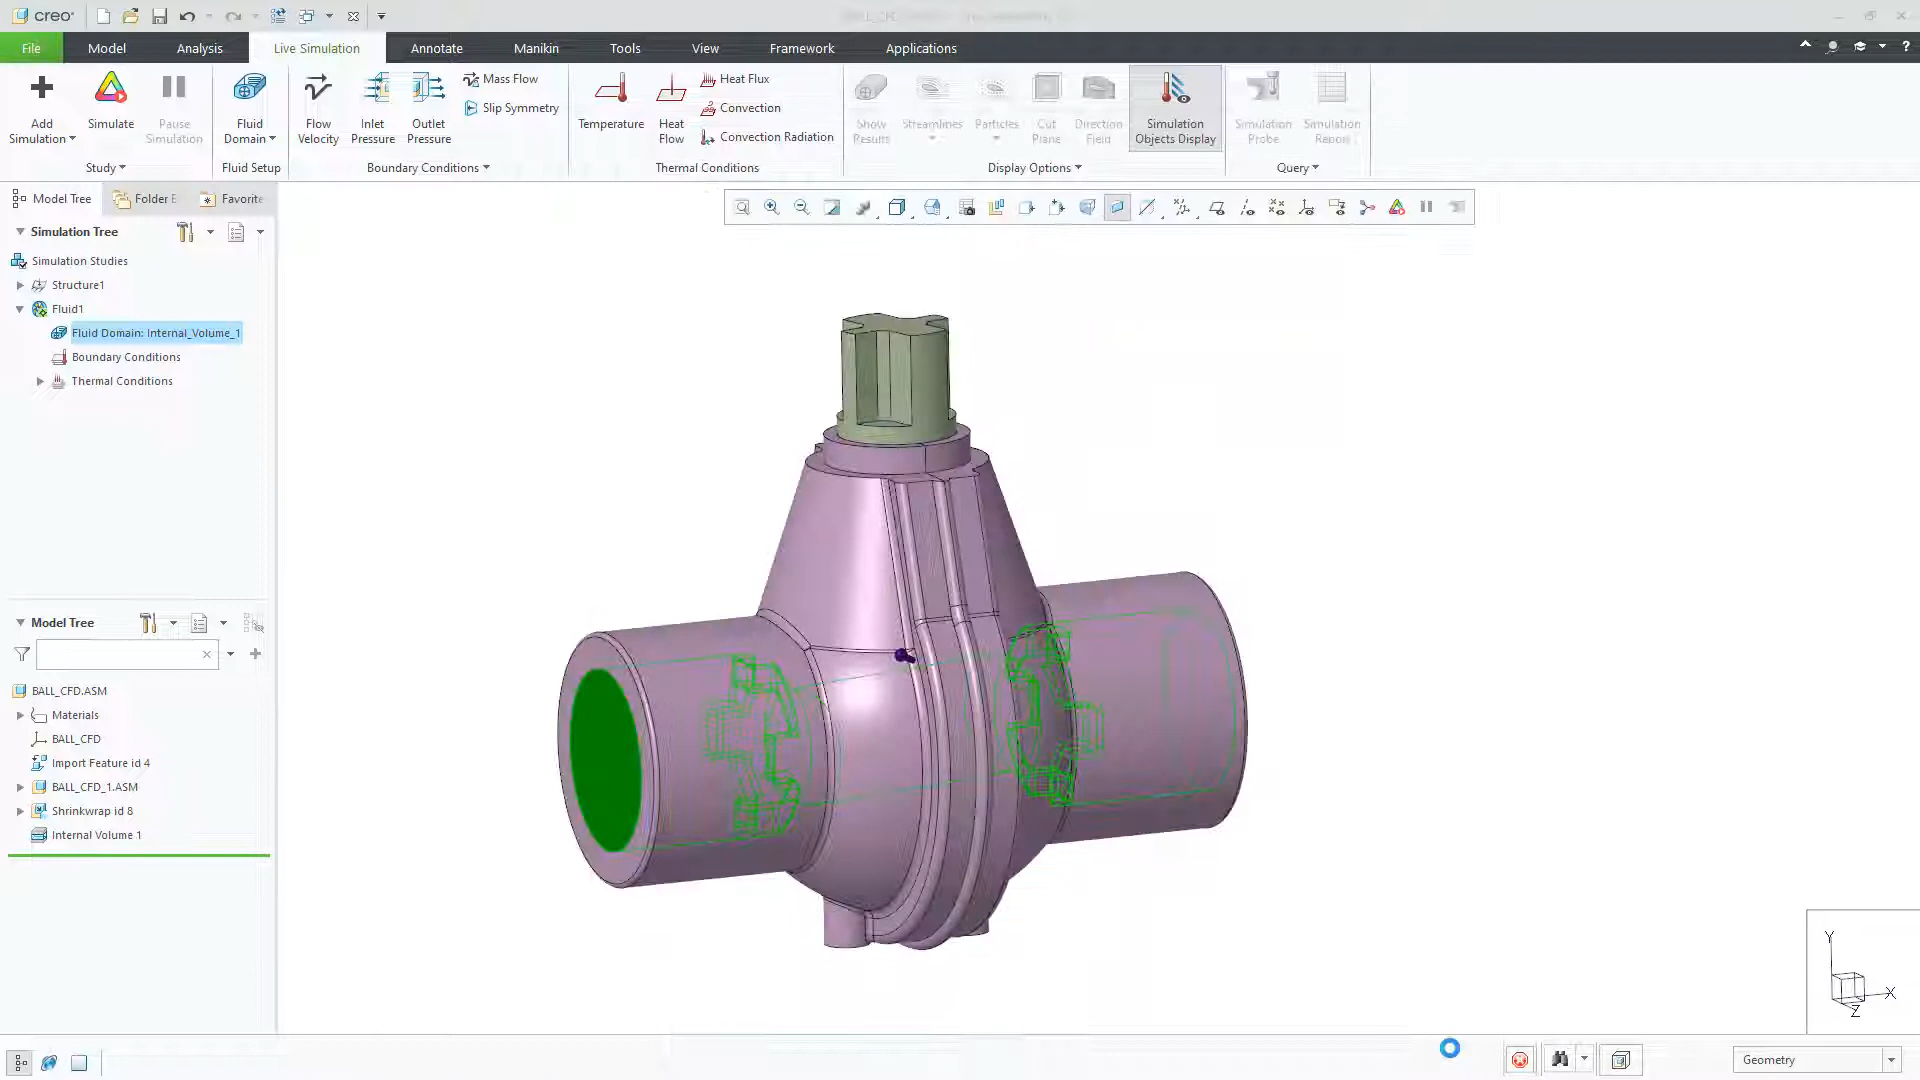 creo
File
Model
Analysis
Live Simulation
Annotate
Manikin
Tools
View
Framework
Applications
Add Simulation
Simulate
Pause Simulation
Fluid Domain
Flow Velocity
Inlet Pressure
Outlet Pressure
Mass Flow
Slip Symmetry
Temperature
Heat Flow
Heat Flux
Convection
Convection Radiation
Show Results
Streamlines
Particles
Cut Plane
Direction Field
Simulation Objects Display
Simulation Probe
Simulation Report
Study
Fluid Setup
Boundary Conditions
Thermal Conditions
Display Options
Query
Model Tree
Folder
Favorite
Simulation Tree
Simulation Studies
Structure1
Fluid1
Fluid Domain: Internal_Volume_1
Boundary Conditions
Thermal Conditions
Model Tree
BALL_CFD.ASM
Materials
BALL_CFD
Import Feature id 4
BALL_CFD_1.ASM
Shrinkwrap id 8
Internal Volume 1
Y
X
Z
Geometry